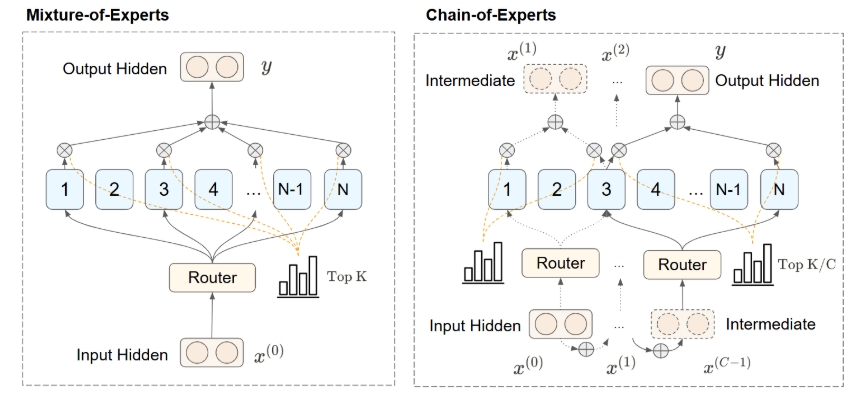 Mixture-of-Experts
Output Hidden y
1 2 3 4 ... N-1 N
Router
Top K
Input Hidden x^{(0)}
Chain-of-Experts
x^{(1)} x^{(2)} y
Intermediate ... Output Hidden
1 2 3 4 ... N-1 N
Router ... Router Top K/C
Input Hidden ... Intermediate
x^{(0)} x^{(1)} x^{(C-1)}